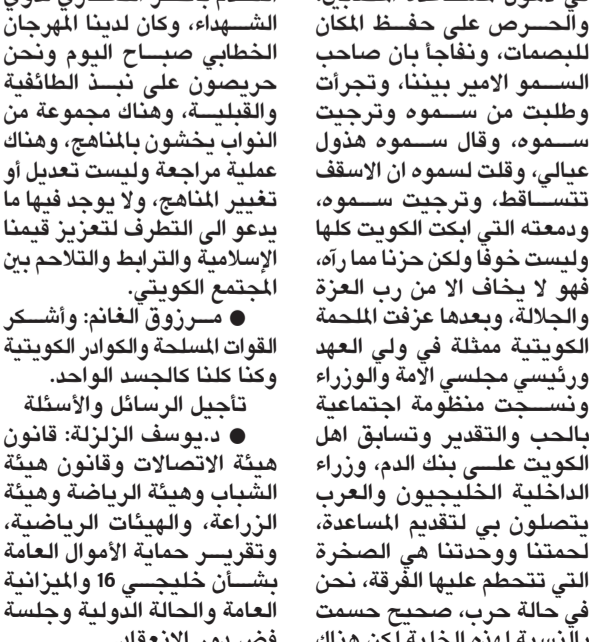 والحرص على حفظ المكان
للبصمات، ونفاجأ بان صاحب
السمو الامير بيننا، وتجرأت
وطلبت من سموه وترجيت
سموه، وقال سموه هذول
عيالي، وقلت لسموه ان الاسقف
تتساقط، وترجيت سموه،
ودمعته التي ابكت الكويت كلها
وليست خوفا ولكن حزنا مما رآه،
فهو لا يخاف الا من رب العزة
والجلالة، وبعدها عزفت الملحمة
الكويتية ممثلة في ولي العهد
ورئيسي مجلسي الامة والوزراء
ونسجت منظومة اجتماعية
بالحب والتقدير وتسابق اهل
الكويت على بنك الدم، وزراء
الداخلية الخليجيون والعرب
يتصلون بي لتقديم المساعدة،
لحمتنا ووحدتنا هي الصخرة
التي تتحطم عليها الفرقة، نحن
في حالة حرب، صحيح حسمت
بالنسبة لهذه الخلية لكن هناك
الشهداء، وكان لدينا المهرجان
الخطابي صباح اليوم ونحن
حريصون على نبذ الطائفية
والقبلية، وهناك مجموعة من
النواب يخشون بالمناهج، وهناك
عملية مراجعة وليست تعديل أو
تغيير المناهج، ولا يوجد فيها ما
يدعو الى التطرف لتعزيز قيمنا
الإسلامية والترابط والتلاحم بين
المجتمع الكويتي.
● مرزوق الغانم: وأشكر
القوات المسلحة والكوادر الكويتية
وكنا كلنا كالجسد الواحد.
تأجيل الرسائل والأسئلة
● د.يوسف الزلزلة: قانون
هيئة الاتصالات وقانون هيئة
الشباب وهيئة الرياضة وهيئة
الزراعة، والهيئات الرياضية،
وتقرير حماية الأموال العامة
بشأن خليجي 16 والميزانية
العامة والحالة الدولية وجلسة
فض دور الانعقاد.